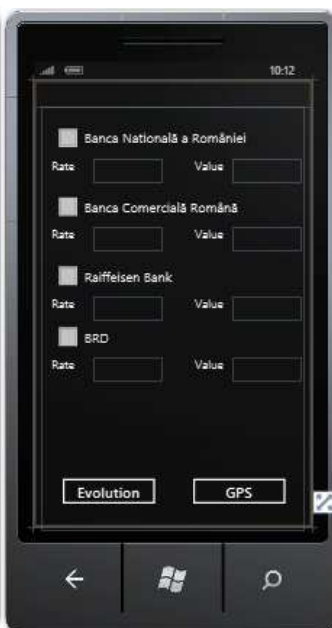 10:12
Banca Natională a României
Rate Value
Banca Comercială Română
Rate Value
Raiffeisen Bank
Rate Value
BRD
Rate Value
Evolution GPS